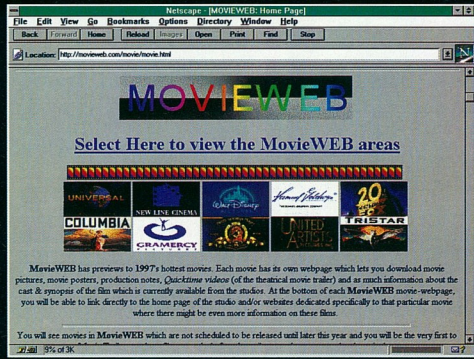 Netscape - [MOVIEWEB: Home Page]
File Edit View Go Bookmarks Options Directory Window Help
Back Forward Home Reload Images Open Print Find Stop
Location: http://movieweb.com/movie/movie.html
N
MOVIEWEB
Select Here to view the MovieWEB areas
UNIVERSAL
NEW LINE CINEMA
WALT DISNEY
20
COLUMBIA
GRAMERCY
PICTURES
UNITED
ARTISTS
TRISTAR
MovieWEB has previews to 1997's hottest movies. Each movie has its own webpage which lets you download movie
pictures, movie posters, production notes, Quicktime videos (of the theatrical movie trailer) and as much information about the
cast & synopsis of the film which is currently available from the studios. At the bottom of each MovieWEB movie-webpage,
you will be able to link directly to the home page of the studio and/or websites dedicated specifically to that particular movie
where there might be even more information on these films.
You will see movies in MovieWEB which are not scheduled to be released until later this year and you will be the very first to
9% of 3K